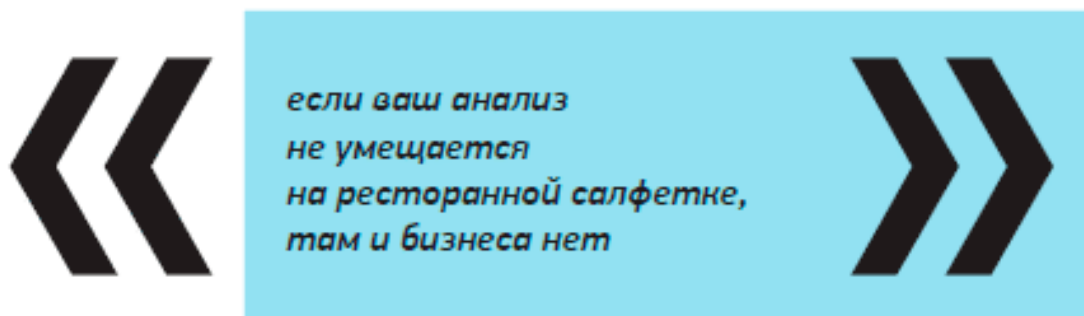 «
если ваш анализ
не умещается
на ресторанной салфетке,
там и бизнеса нет
»